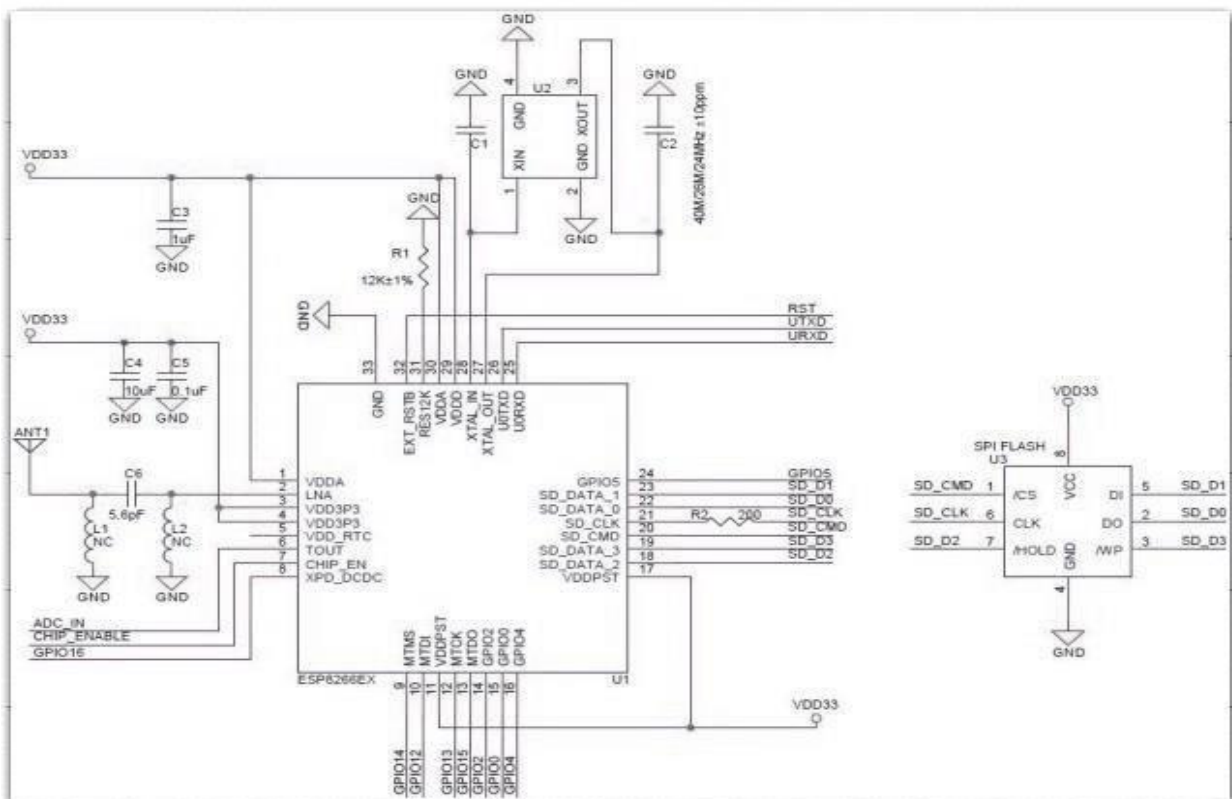 GND
GND
U2
4
3
GND
XOUT
XIN
GND
1
2
GND
C1
GND
C2
40M/26M/24MHz ±10ppm
VDD33
C3
1uF
GND
GND
R1
12K±1%
GND
VDD33
C4
10uF
GND
C5
0.1uF
GND
RST
UTXD
URXD
33
32
31
30
29
28
27
26
25
GND
EXT_RSTB
RES12K
VDDA
VDDD
XTAL_IN
XTAL_OUT
U0TXD
U0RXD
ANT1
C6
5.6pF
L1
NC
GND
L2
NC
GND
1 VDDA
2 LNA
3 VDD3P3
4 VDD3P3
5 VDD_RTC
6 TOUT
7 CHIP_EN
8 XPD_DCDC
ADC_IN
CHIP_ENABLE
GPIO16
GPIO5 24 GPIO5
SD_DATA_1 23 SD_D1
SD_DATA_0 22 SD_D0
SD_CLK 21 R2 200 SD_CLK
SD_CMD 20 SD_CMD
SD_DATA_3 19 SD_D3
SD_DATA_2 18 SD_D2
VDDPST 17
MTMS
MTDI
VDDPST
MTCK
MTDO
GPIO2
GPIO0
GPIO4
ESP8266EX
U1
9
10
11
12
13
14
15
16
GPIO14
GPIO12
GPIO13
GPIO15
GPIO2
GPIO0
GPIO4
VDD33
VDD33
SPI FLASH
U3
8
VCC
SD_CMD 1 /CS
DI 5 SD_D1
SD_CLK 6 CLK
DO 2 SD_D0
SD_D2 7 /HOLD
/WP 3 SD_D3
GND
4
GND